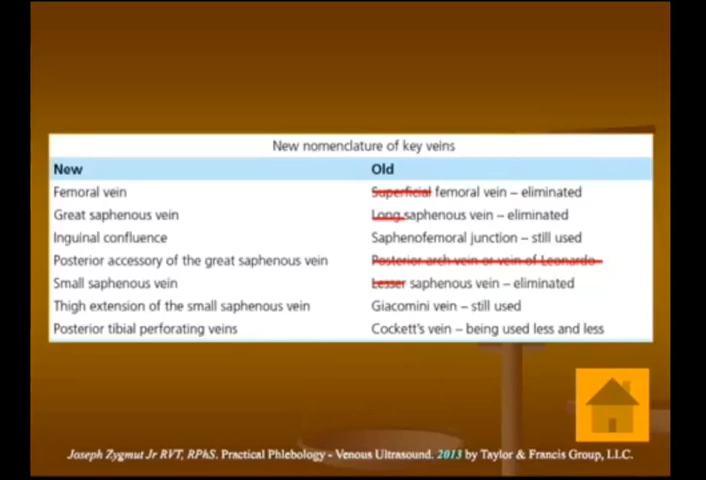 New nomenclature of key veins
New Old
Femoral vein Superficial femoral vein – eliminated
Great saphenous vein Long saphenous vein – eliminated
Inguinal confluence Saphenofemoral junction – still used
Posterior accessory of the great saphenous vein Posterior arch vein or vein of Leonardo
Small saphenous vein Lesser saphenous vein – eliminated
Thigh extension of the small saphenous vein Giacomini vein – still used
Posterior tibial perforating veins Cockett's vein – being used less and less
Joseph Zygmut Jr RVT, RPhS. Practical Phlebology - Venous Ultrasound. 2013 by Taylor & Francis Group, LLC.